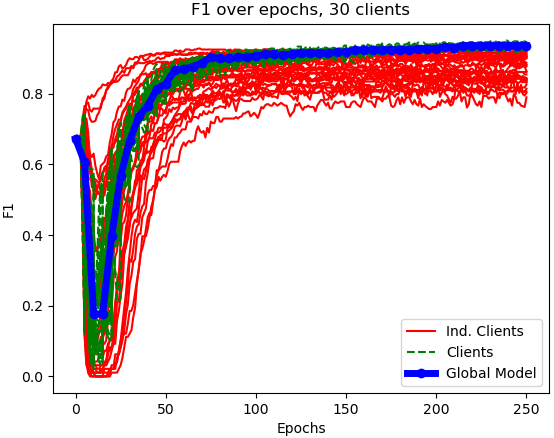 F1 over epochs, 30 clients
F1
0.8
0.6
0.4
0.2
0.0
0 50 100 150 200 250
Epochs
Ind. Clients
Clients
Global Model